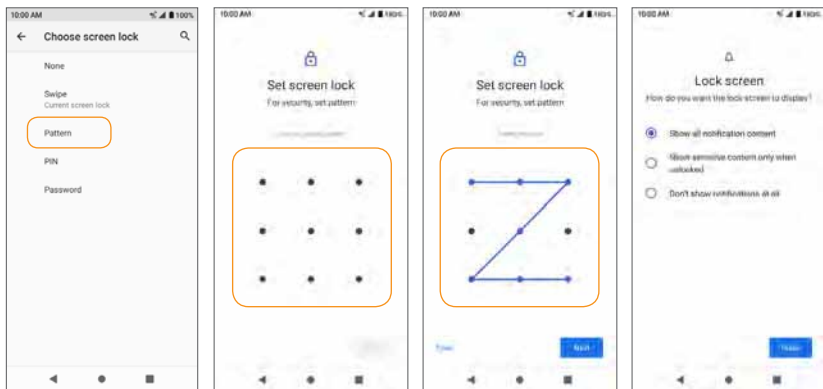 10:00 AM 100%
Choose screen lock
None
Swipe
Current screen lock
Pattern
PIN
Password
10:00 AM
Set screen lock
For security, set pattern
10:00 AM
Set screen lock
For security, set pattern
Next
10:00 AM
Lock screen
How do you want the lock screen to display?
Show all notification content
Show sensitive content only when
unlocked
Don't show notifications at all